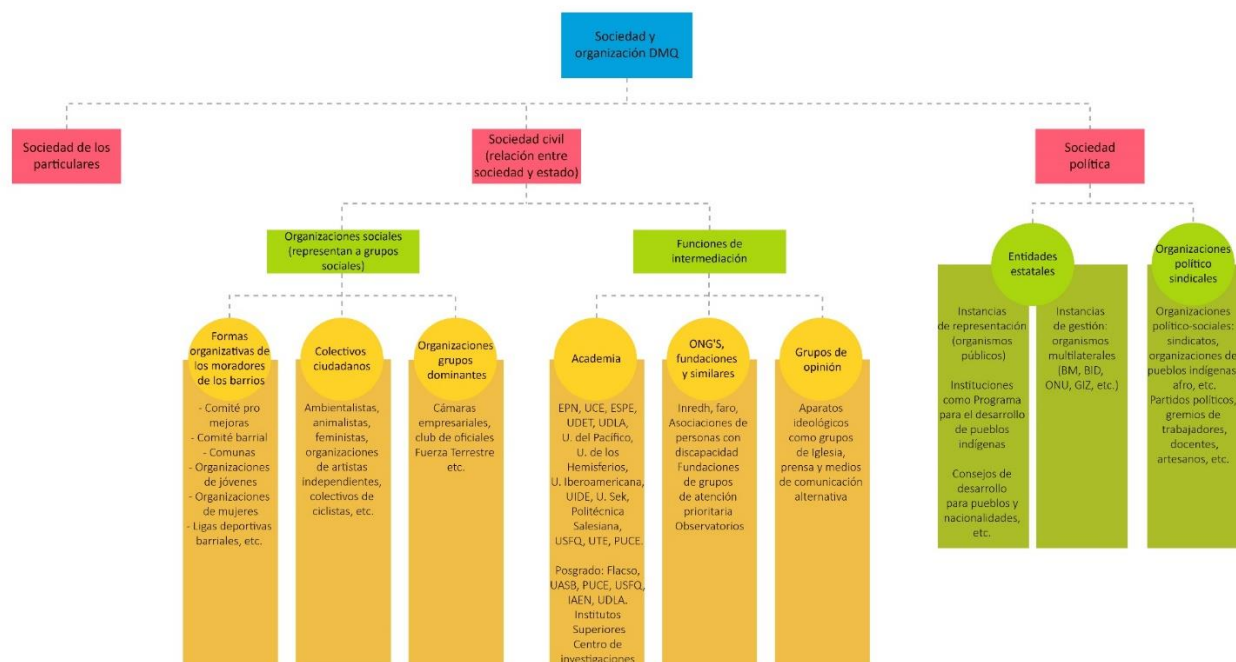 Sociedad y
organización DMQ
Sociedad de los
particulares
Sociedad civil
(relación entre
sociedad y estado)
Sociedad
política
Organizaciones sociales
(representan a grupos
sociales)
Funciones de
intermediación
Entidades
estatales
Organizaciones
político
sindicales
Formas
organizativas de
los moradores
de los barrios
- Comité pro
mejoras
- Comité barrial
- Comunas
- Organizaciones
de jóvenes
- Organizaciones
de mujeres
- Ligas deportivas
barriales, etc.
Colectivos
ciudadanos
Ambientalistas,
animalistas,
feministas,
organizaciones
de artistas
independientes,
colectivos de
ciclistas, etc.
Organizaciones
grupos
dominantes
Cámaras
empresariales,
club de oficiales
Fuerza Terrestre
etc.
Academia
EPN, UCE, ESPE,
UDET, UDLA,
U. del Pacífico,
U. de los
Hemisferios,
U. Iberoamericana,
UIDE, U. Sek,
Politécnica
Salesiana,
USFQ, UTE, PUCE.
Posgrado: Flacso,
UASB, PUCE, USFQ,
IAEN, UDLA.
Institutos
Superiores
Centro de
investigaciones
ONG'S,
fundaciones
y similares
Inredh, faro,
Asociaciones de
personas con
discapacidad
Fundaciones
de grupos
de atención
prioritaria
Observatorios
Grupos de
opinión
Aparatos
ideológicos
como grupos
de Iglesia,
prensa y medios
de comunicación
alternativa
Instancias
de representación
(organismos
públicos)
Instituciones
como Programa
para el desarrollo
de pueblos
indígenas
Consejos de
desarrollo
para pueblos y
nacionalidades,
etc.
Instancias
de gestión:
organismos
multilaterales
(BM, BID,
ONU, GIZ, etc.)
Organizaciones
político-sociales:
sindicatos,
organizaciones de
pueblos indígenas,
afro, etc.
Partidos políticos,
gremios de
trabajadores,
docentes,
artesanos, etc.